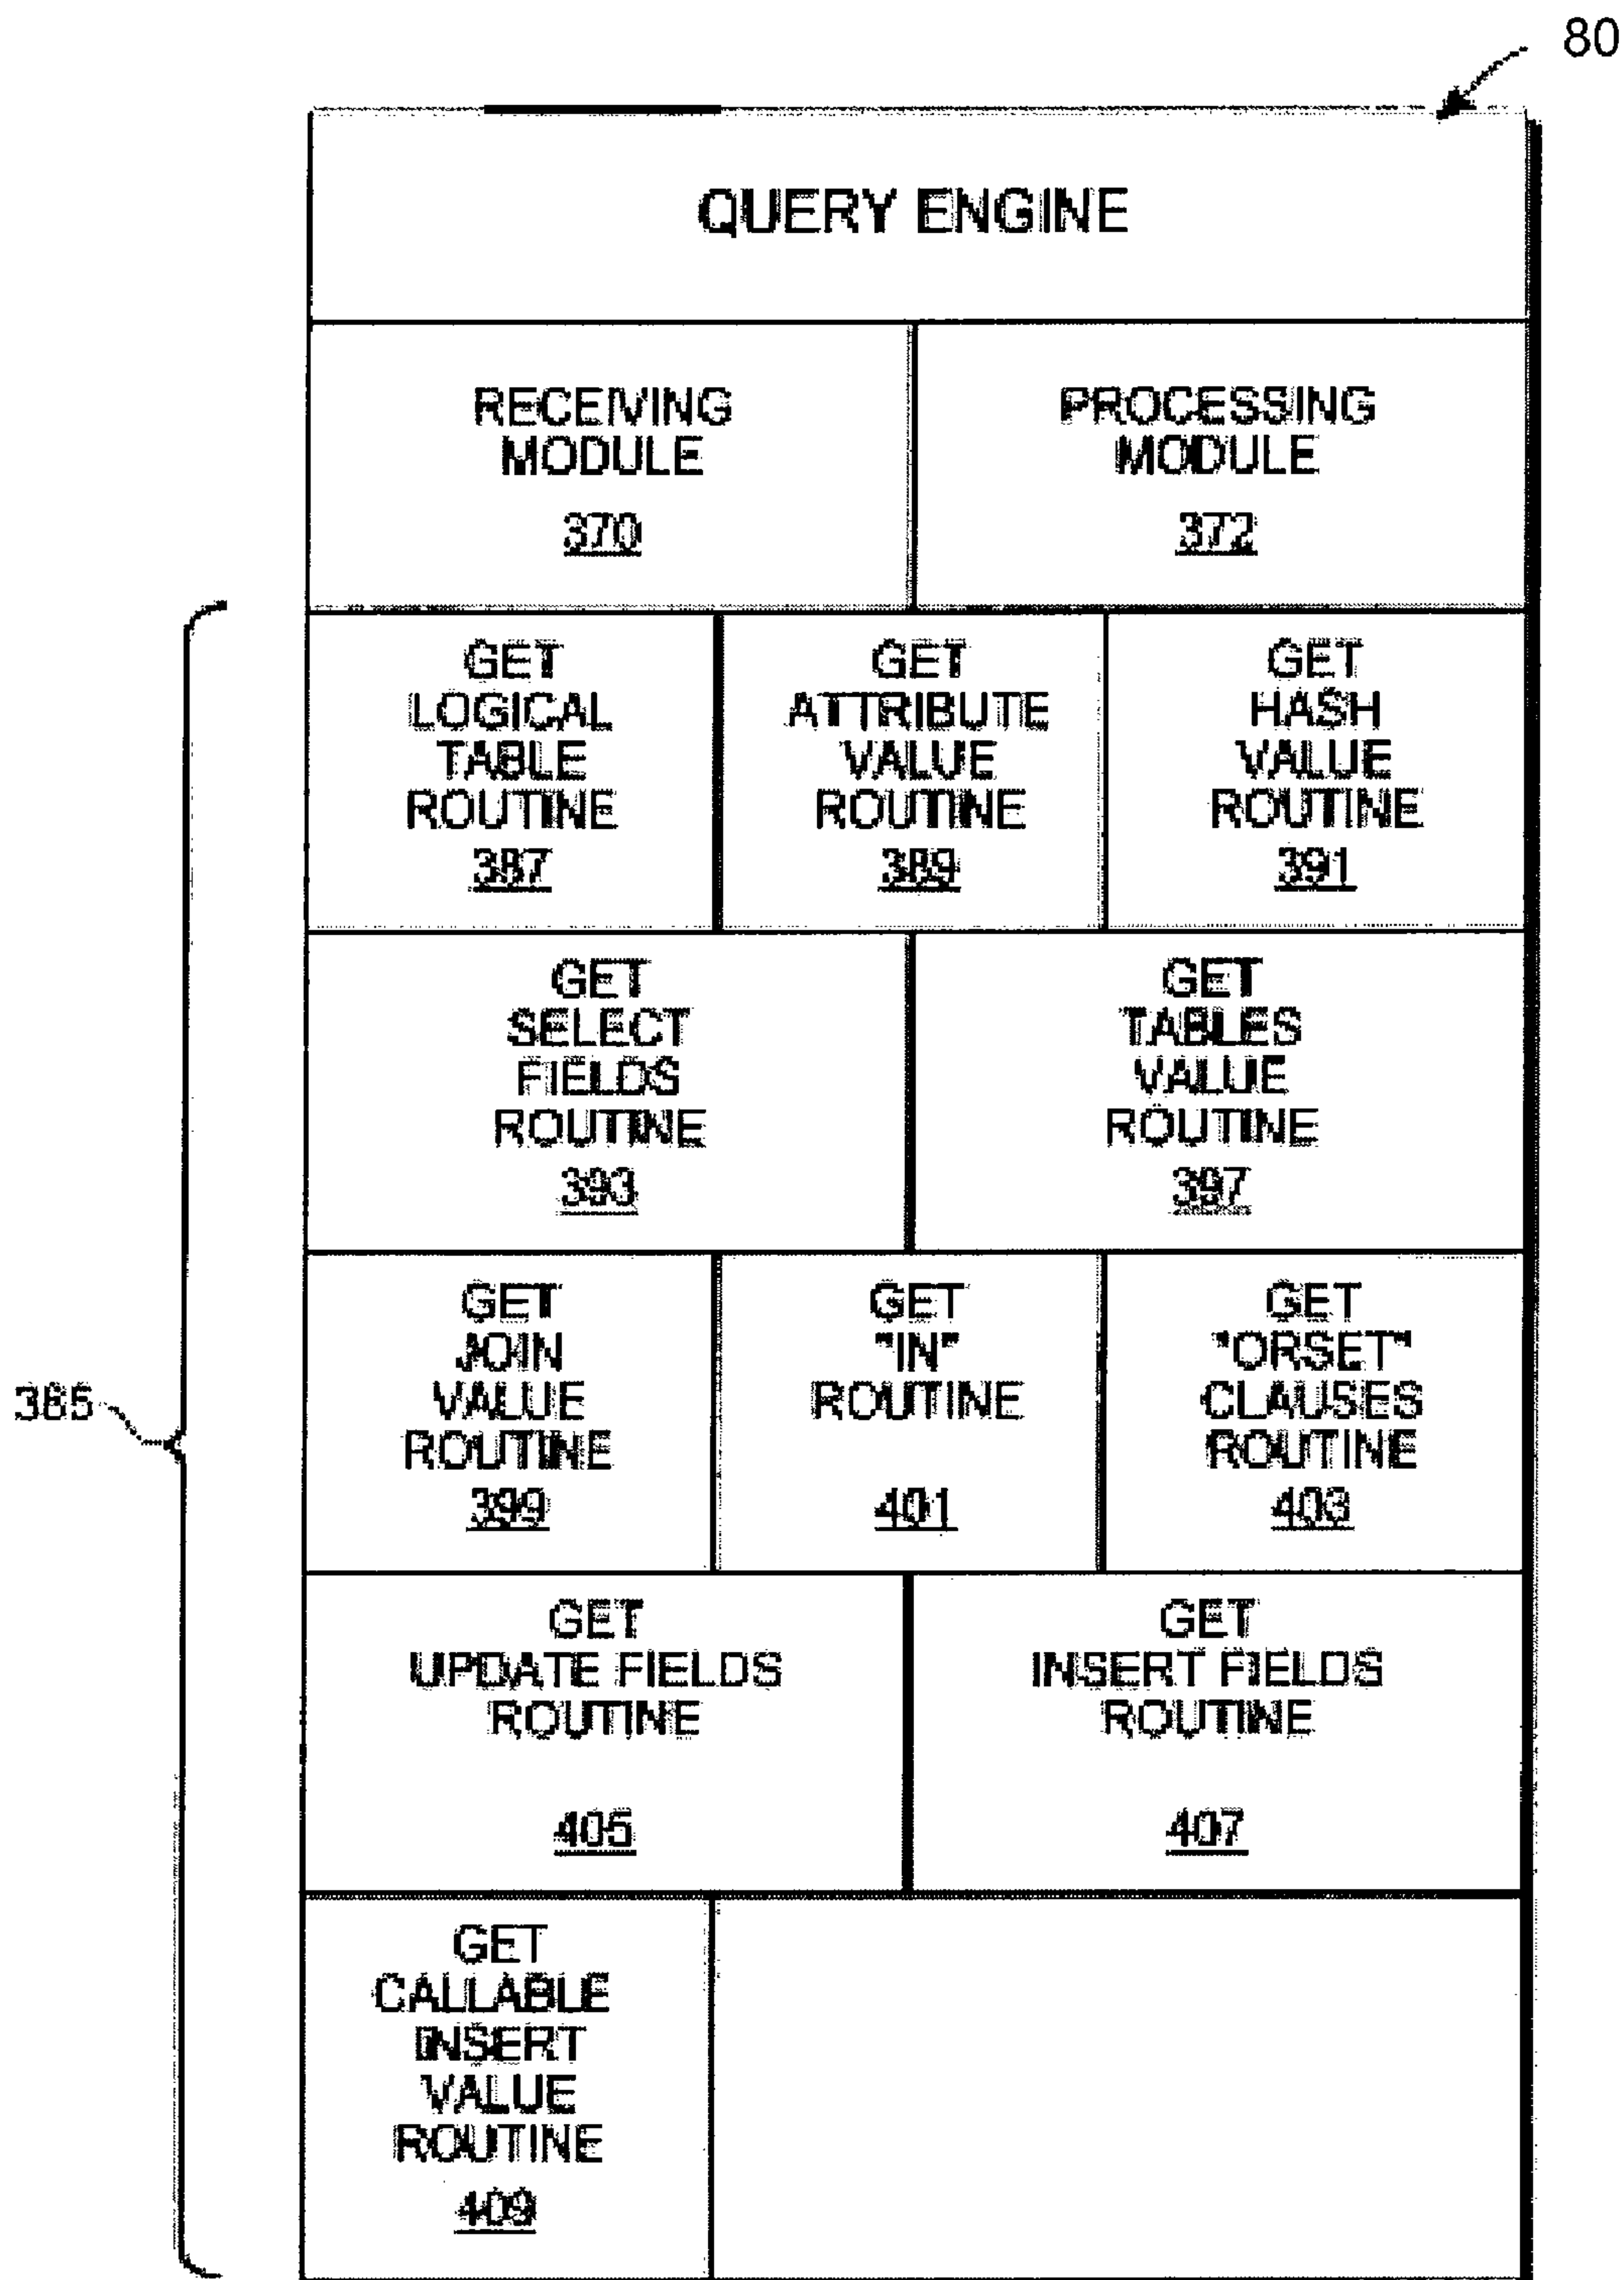 80
QUERY ENGINE
RECEIVING
MODULE
370
PROCESSING
MODULE
372
GET
LOGICAL
TABLE
ROUTINE
387
GET
ATTRIBUTE
VALUE
ROUTINE
389
GET
HASH
VALUE
ROUTINE
391
GET
SELECT
FIELDS
ROUTINE
393
GET
TABLES
VALUE
ROUTINE
397
385
GET
JOIN
VALUE
ROUTINE
399
GET
"IN"
ROUTINE
401
GET
"ORSET"
CLAUSES
ROUTINE
403
GET
UPDATE FIELDS
ROUTINE
405
GET
INSERT FIELDS
ROUTINE
407
GET
CALLABLE
INSERT
VALUE
ROUTINE
409